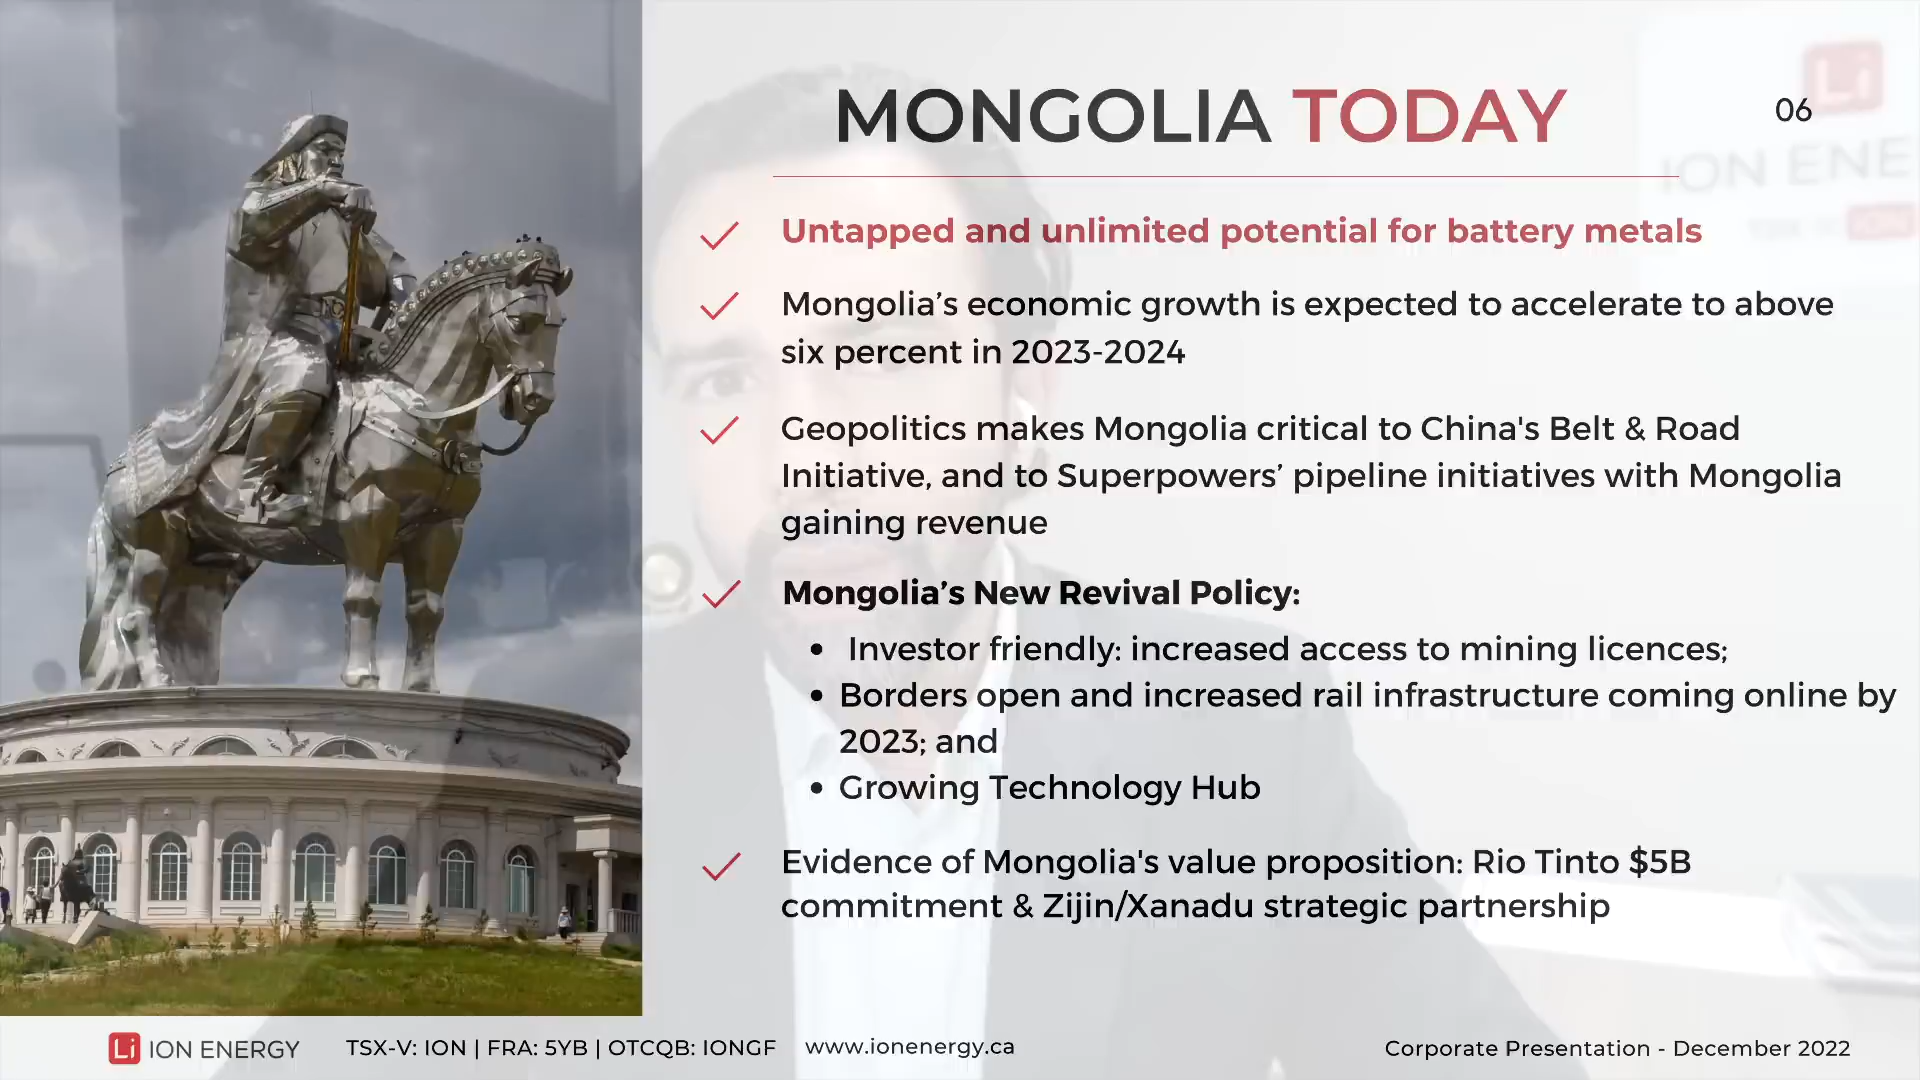 MONGOLIA TODAY
06
Li
ION ENE
Untapped and unlimited potential for battery metals
Mongolia’s economic growth is expected to accelerate to above
six percent in 2023-2024
Geopolitics makes Mongolia critical to China's Belt & Road
Initiative, and to Superpowers’ pipeline initiatives with Mongolia
gaining revenue
Mongolia’s New Revival Policy:
• Investor friendly: increased access to mining licences;
• Borders open and increased rail infrastructure coming online by
2023; and
• Growing Technology Hub
Evidence of Mongolia's value proposition: Rio Tinto $5B
commitment & Zijin/Xanadu strategic partnership
Li ION ENERGY
TSX-V: ION | FRA: 5YB | OTCQB: IONGF
www.ionenergy.ca
Corporate Presentation - December 2022